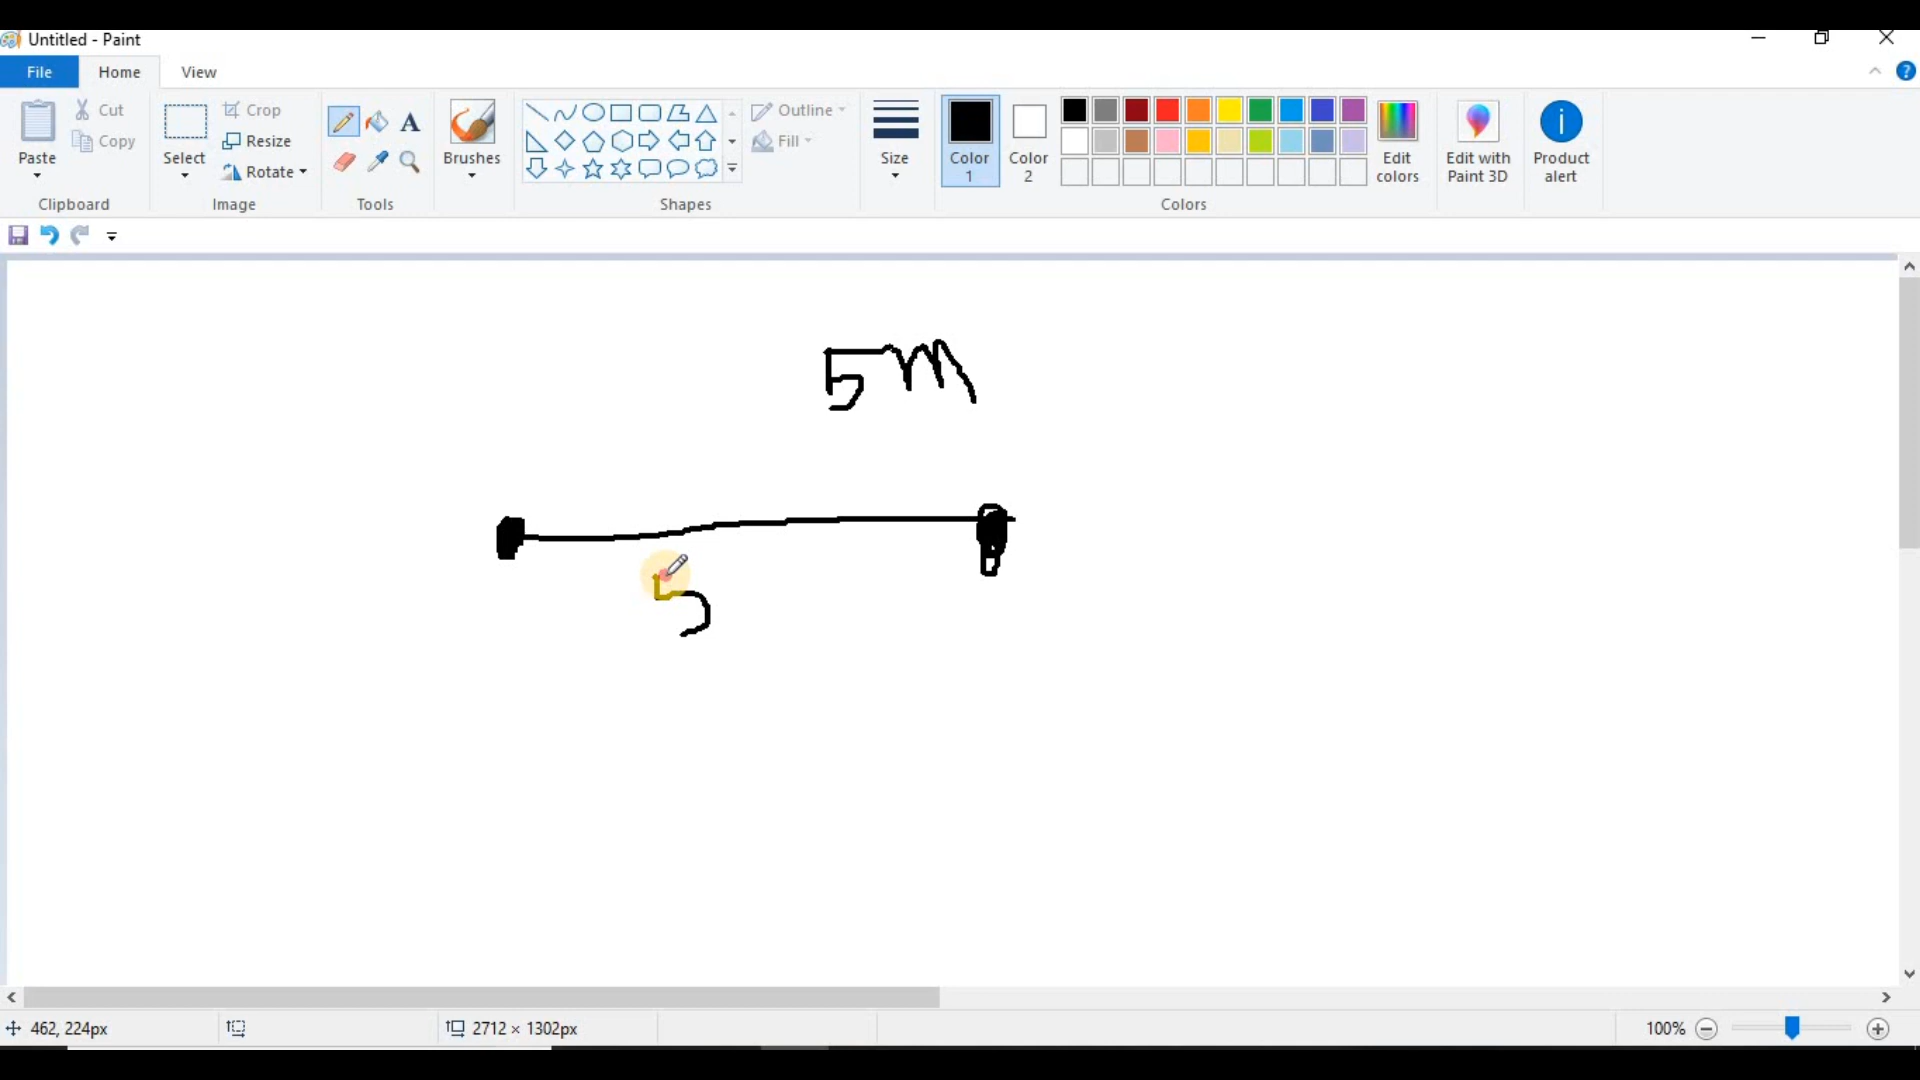 Untitled - Paint
File Home View
Paste Cut Copy Clipboard
Select Crop Resize Rotate Image
Tools
Brushes
Outline Fill Shapes
Size
Color 1 Color 2 Edit colors Colors
Edit with Paint 3D
Product alert
5m
5
462, 224px 2712 × 1302px 100%